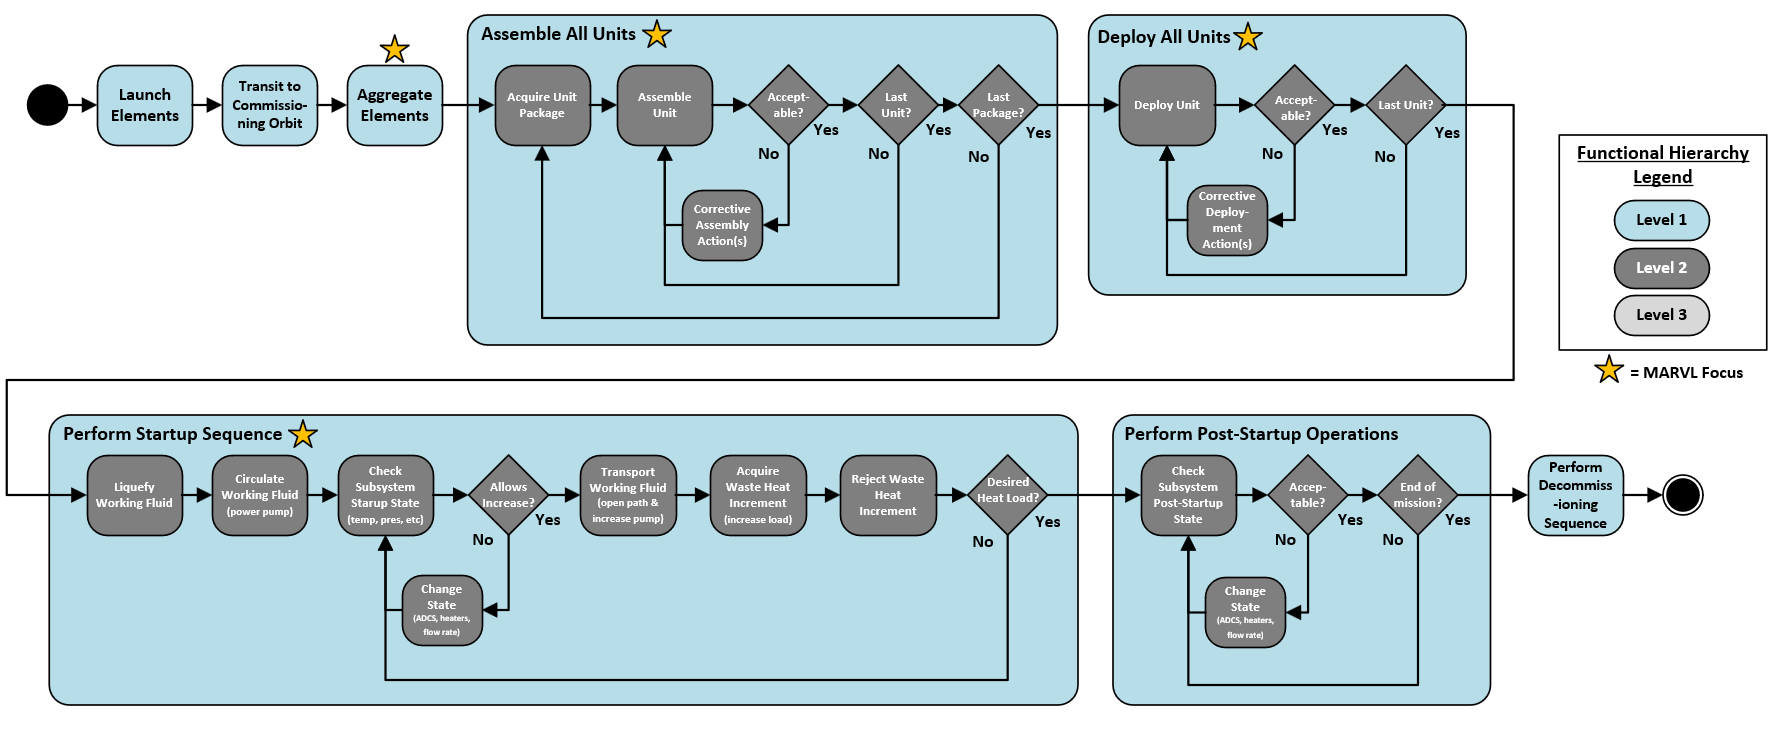 Launch
Elements
Transit to
Commissio-
ning Orbit
Aggregate
Elements
Assemble All Units
Acquire Unit
Package
Assemble
Unit
Accept-
able?
Yes
No
Last
Unit?
Yes
No
Last
Package?
Yes
No
Corrective
Assembly
Action(s)
Deploy All Units
Deploy Unit
Accept-
able?
Yes
No
Last Unit?
Yes
No
Corrective
Deploy-
ment
Action(s)
Functional Hierarchy
Legend
Level 1
Level 2
Level 3
= MARVL Focus
Perform Startup Sequence
Liquefy
Working Fluid
Circulate
Working Fluid
(power pump)
Check
Subsystem
Starup State
(temp, pres, etc)
Allows
Increase?
Yes
No
Change
State
(ADCS, heaters,
flow rate)
Transport
Working Fluid
(open path &
increase pump)
Acquire
Waste Heat
Increment
(increase load)
Reject Waste
Heat
Increment
Desired
Heat Load?
Yes
No
Perform Post-Startup Operations
Check
Subsystem
Post-Startup
State
Accep-
table?
Yes
No
Change
State
(ADCS, heaters,
flow rate)
End of
mission?
Yes
No
Perform
Decommiss
-ioning
Sequence